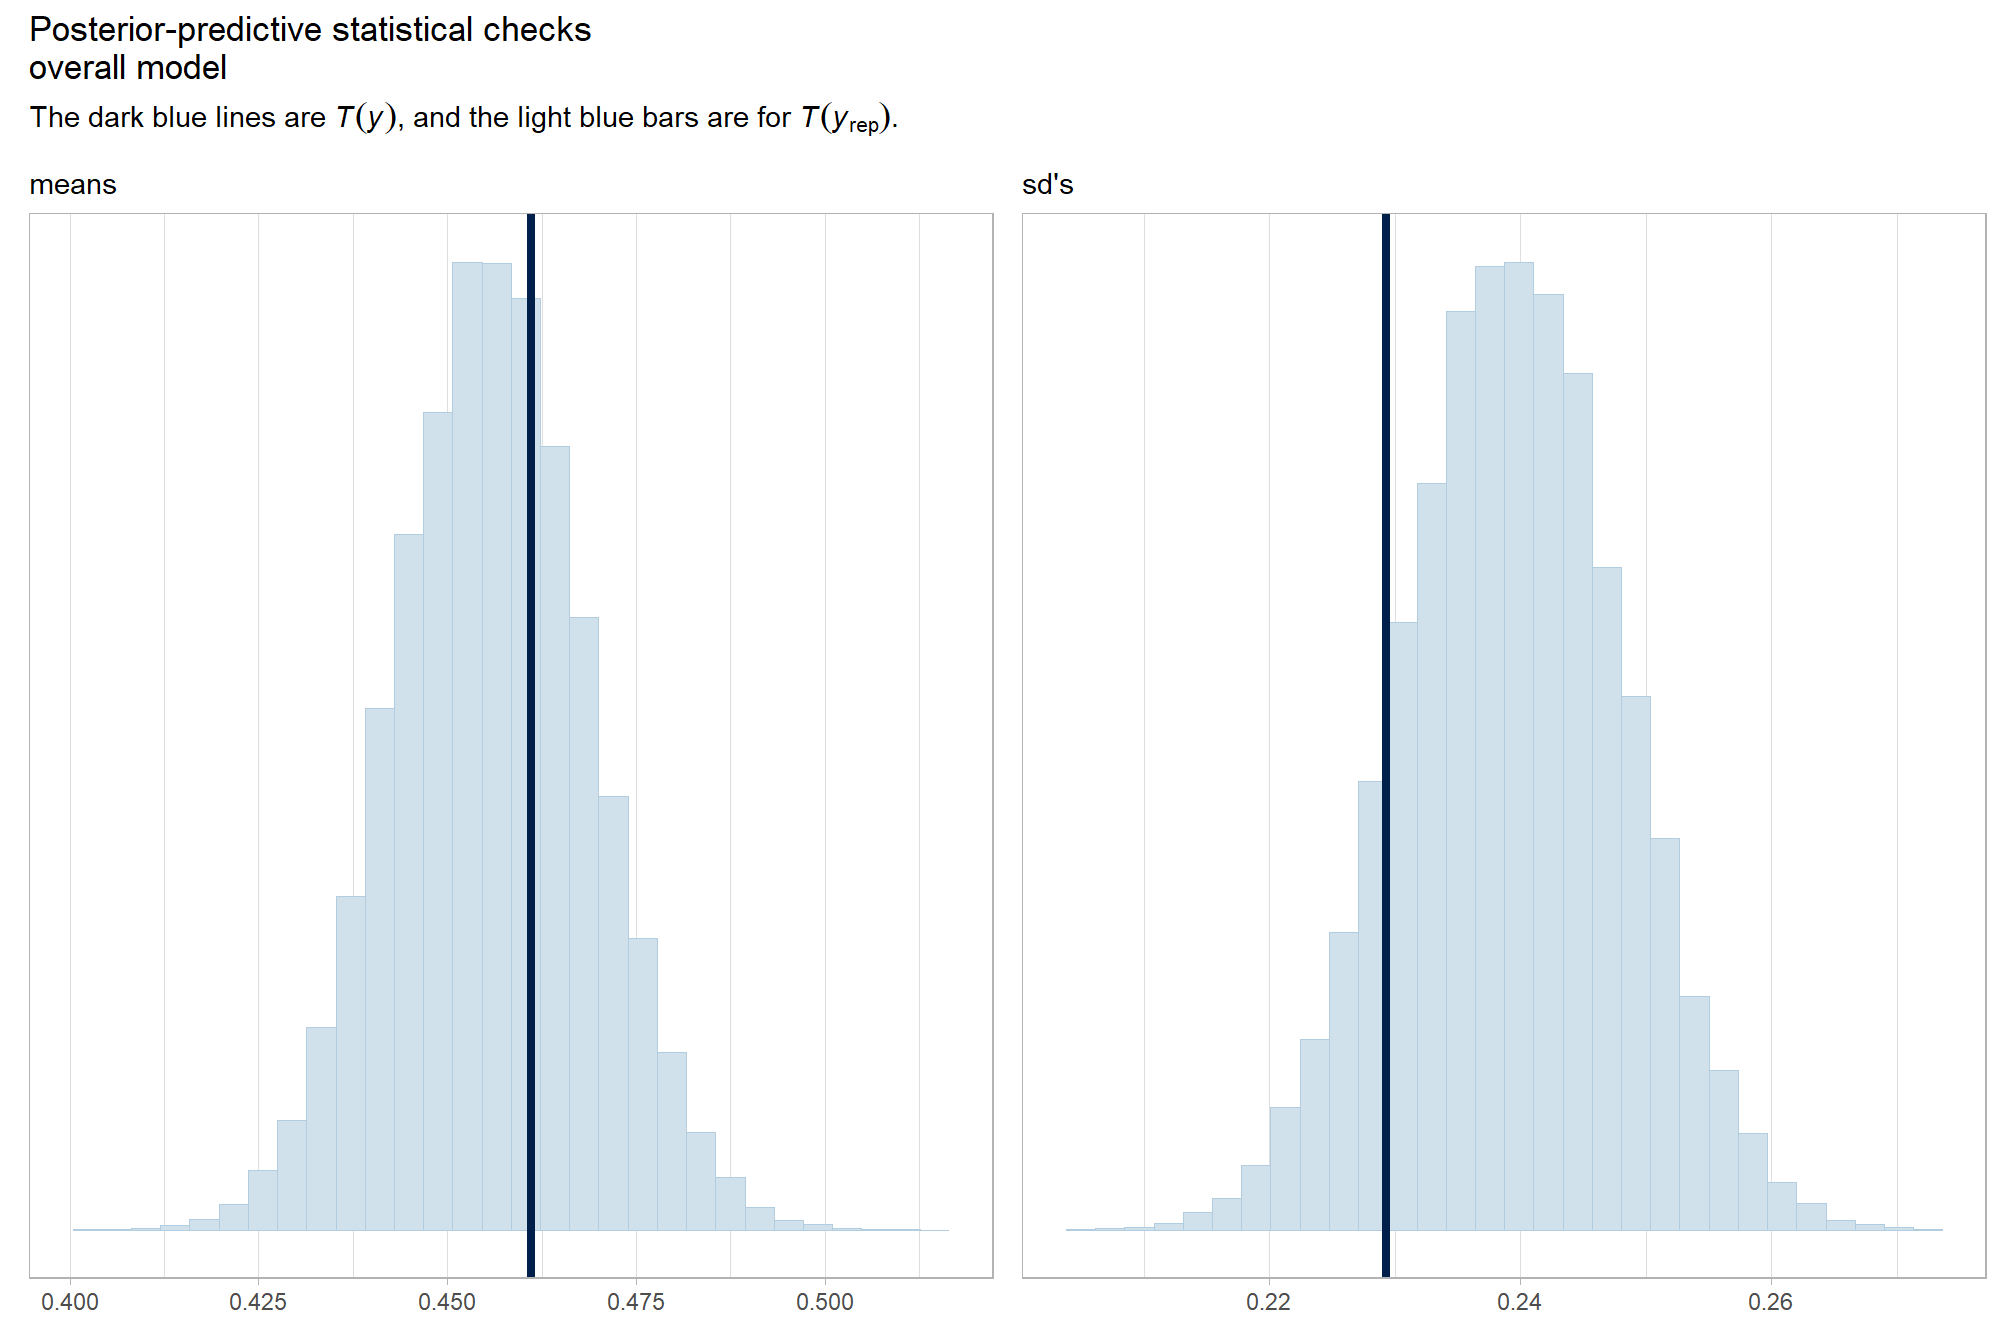 Posterior-predictive statistical checks
overall model
The dark blue lines are T(y), and the light blue bars are for T(yrep).
means
sd's
0.400 0.425 0.450 0.475 0.500
0.22 0.24 0.26